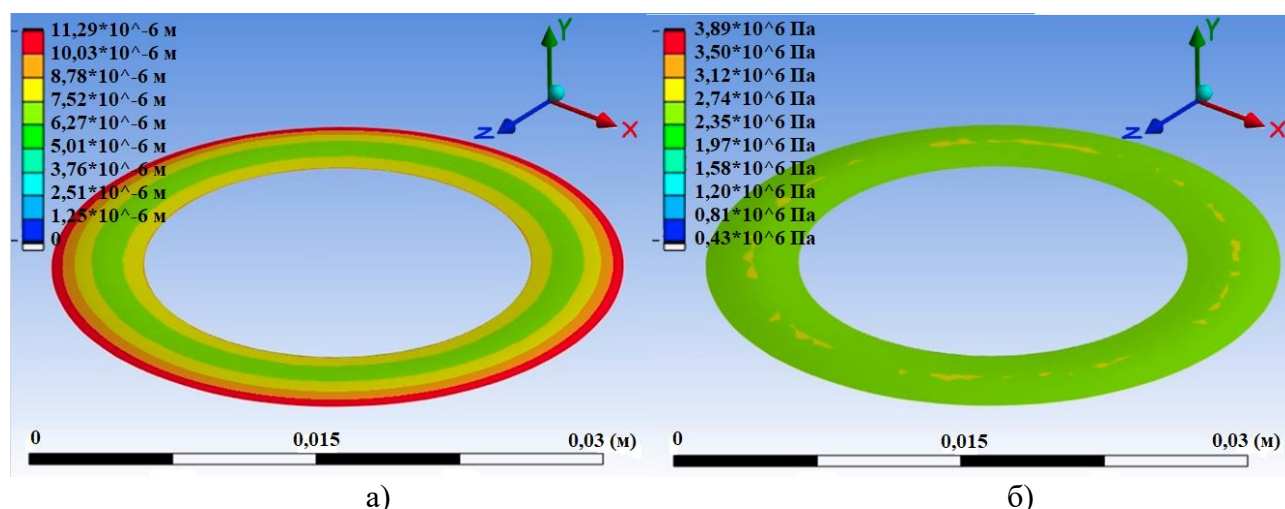 11,29*10^-6 м
10,03*10^-6 м
8,78*10^-6 м
7,52*10^-6 м
6,27*10^-6 м
5,01*10^-6 м
3,76*10^-6 м
2,51*10^-6 м
1,25*10^-6 м
0
Y
Z
X
0
0,015
0,03 (м)
а)
3,89*10^6 Па
3,50*10^6 Па
3,12*10^6 Па
2,74*10^6 Па
2,35*10^6 Па
1,97*10^6 Па
1,58*10^6 Па
1,20*10^6 Па
0,81*10^6 Па
0,43*10^6 Па
Y
Z
X
0
0,015
0,03 (м)
б)